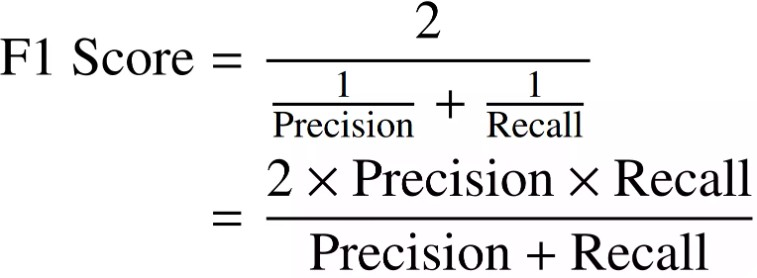 F1 Score = 2 / (1/Precision + 1/Recall)
= (2 × Precision × Recall) / (Precision + Recall)